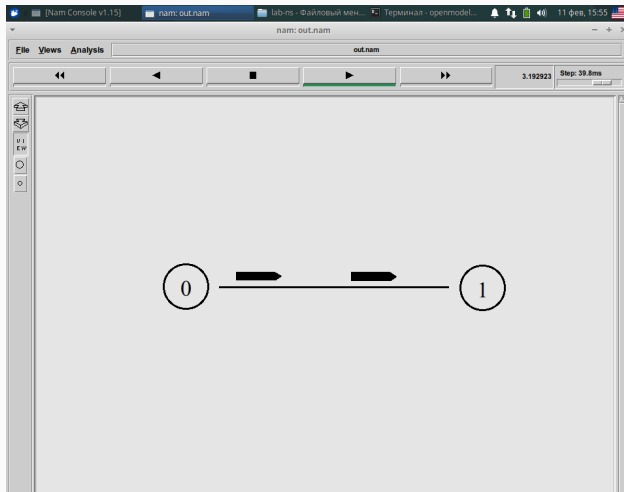 [Nam Console v1.15] nam: out.nam lab-ns - Файловый мен... Терминал - openmodel... 11 фев, 15:55
nam: out.nam
File Views Analysis out.nam
3.192923 Step: 39.8ms
V I
E W
0 1